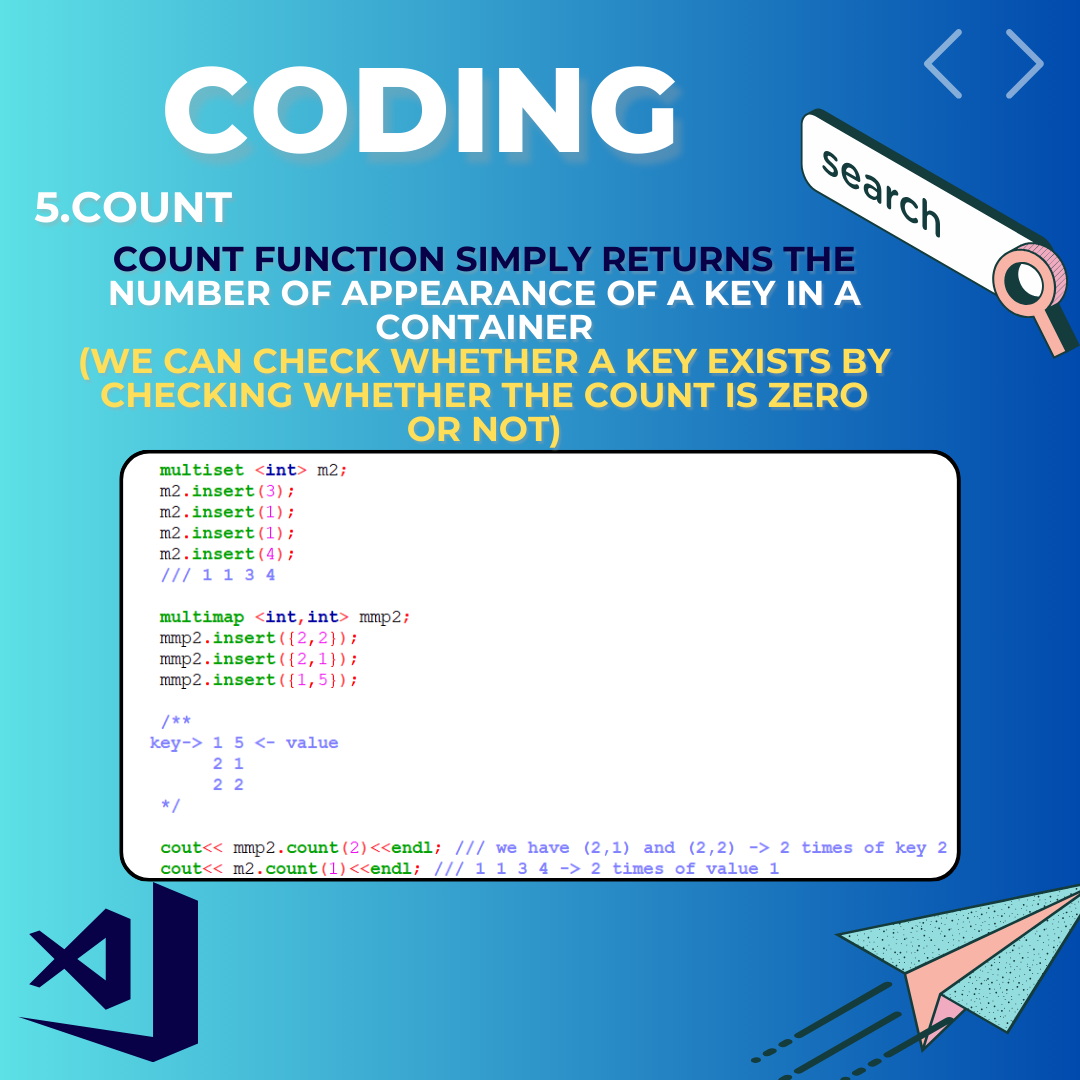 CODING
search
5.COUNT
COUNT FUNCTION SIMPLY RETURNS THE
NUMBER OF APPEARANCE OF A KEY IN A
CONTAINER
(WE CAN CHECK WHETHER A KEY EXISTS BY
CHECKING WHETHER THE COUNT IS ZERO
OR NOT)
multiset <int> m2;
m2.insert(3);
m2.insert(1);
m2.insert(1);
m2.insert(4);
/// 1 1 3 4
multimap <int,int> mmp2;
mmp2.insert({2,2});
mmp2.insert({2,1});
mmp2.insert({1,5});
/**
key-> 1 5 <- value
2 1
2 2
*/
cout<< mmp2.count(2)<<endl; /// we have (2,1) and (2,2) -> 2 times of key 2
cout<< m2.count(1)<<endl; /// 1 1 3 4 -> 2 times of value 1